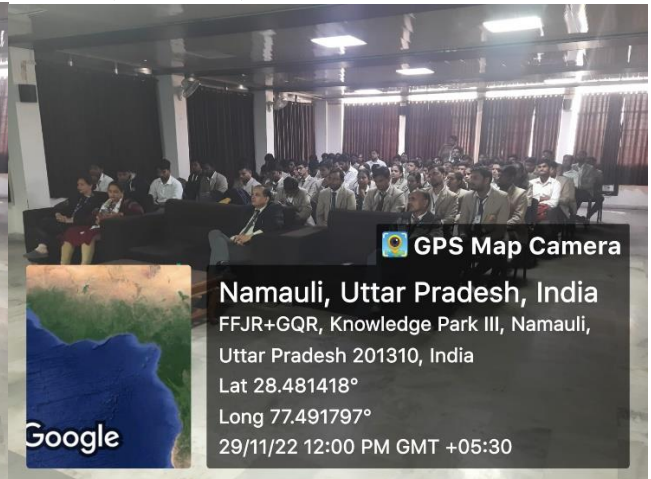 GPS Map Camera
Namauli, Uttar Pradesh, India
FFJR+GQR, Knowledge Park III, Namauli,
Uttar Pradesh 201310, India
Lat 28.481418°
Long 77.491797°
29/11/22 12:00 PM GMT +05:30
Google